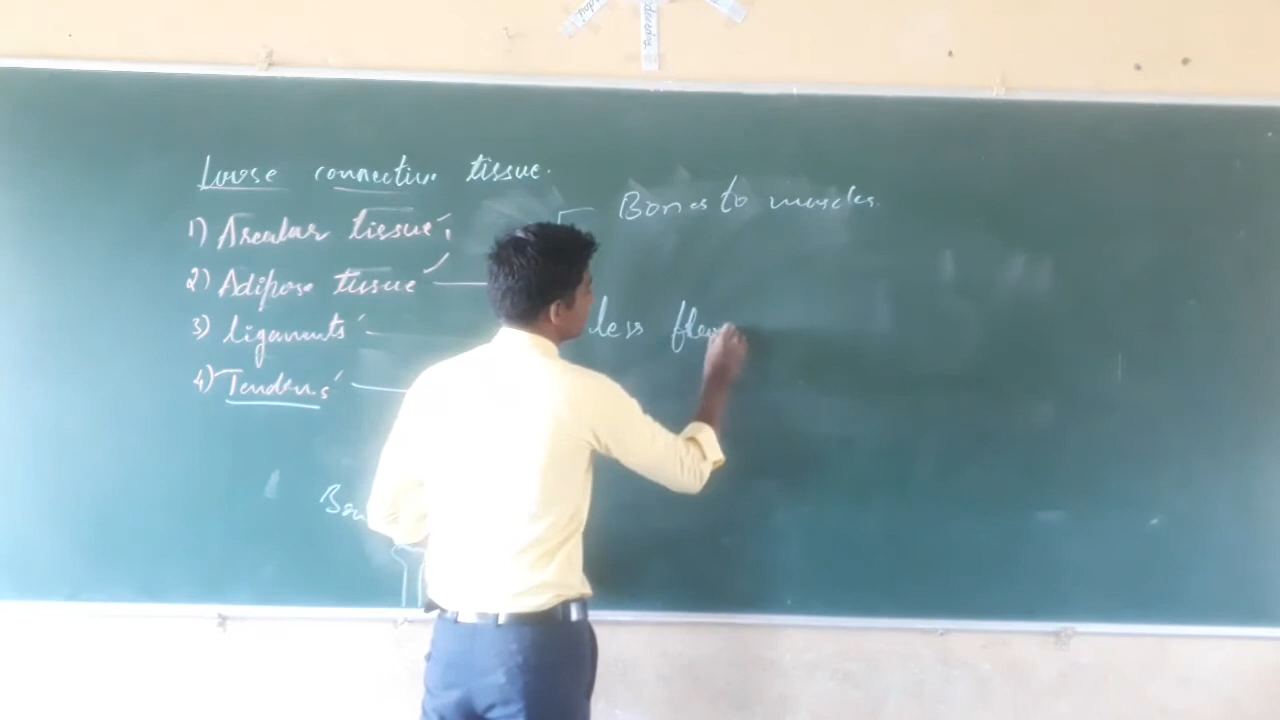 Loose connective tissue.
Bones to muscles.
1) Areolar tissue
2) Adipose tissue
less
3) ligaments
4) Tendons